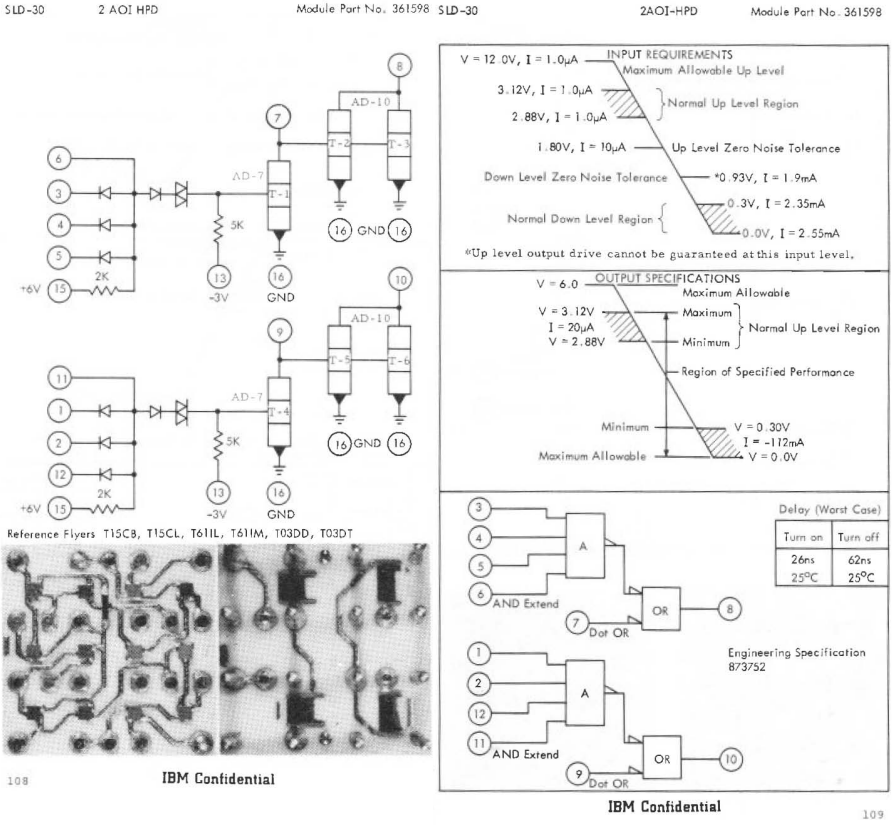 SLD-30 2 AOI HPD Module Part No. 361598
8
AD-10
7
T-2 T-3
6
AD-7
3
T-1
4
5K
16 GND 16
5
2K
+6V 15
13
-3V
16
GND
10
AD-10
9
T-5 T-6
11
AD-7
1
T-4
2
5K
16 GND 16
12
2K
+6V 15
13
-3V
16
GND
Reference Flyers T15CB, T15CL, T61IL, T61IM, T03DD, T03DT
108
IBM Confidential
SLD-30 2AOI-HPD Module Part No. 361598
INPUT REQUIREMENTS
V = 12.0V, I = 1.0μA
Maximum Allowable Up Level
3.12V, I = 1.0μA
Normal Up Level Region
2.88V, I = 1.0μA
1.80V, I = 10μA Up Level Zero Noise Tolerance
Down Level Zero Noise Tolerance *0.93V, I = 1.9mA
0.3V, I = 2.35mA
Normal Down Level Region
0.0V, I = 2.55mA
*Up level output drive cannot be guaranteed at this input level.
OUTPUT SPECIFICATIONS
V = 6.0
Maximum Allowable
V = 3.12V Maximum
I = 20μA Normal Up Level Region
V = 2.88V Minimum
Region of Specified Performance
Minimum V = 0.30V
I = -112mA
Maximum Allowable V = 0.0V
3
4
A
5
6
AND Extend
OR
8
7
Dot OR
Delay (Worst Case)
Turn on Turn off
26ns 62ns
25°C 25°C
1
2
A
12
11
AND Extend
OR
10
9
Dot OR
Engineering Specification
873752
IBM Confidential
109